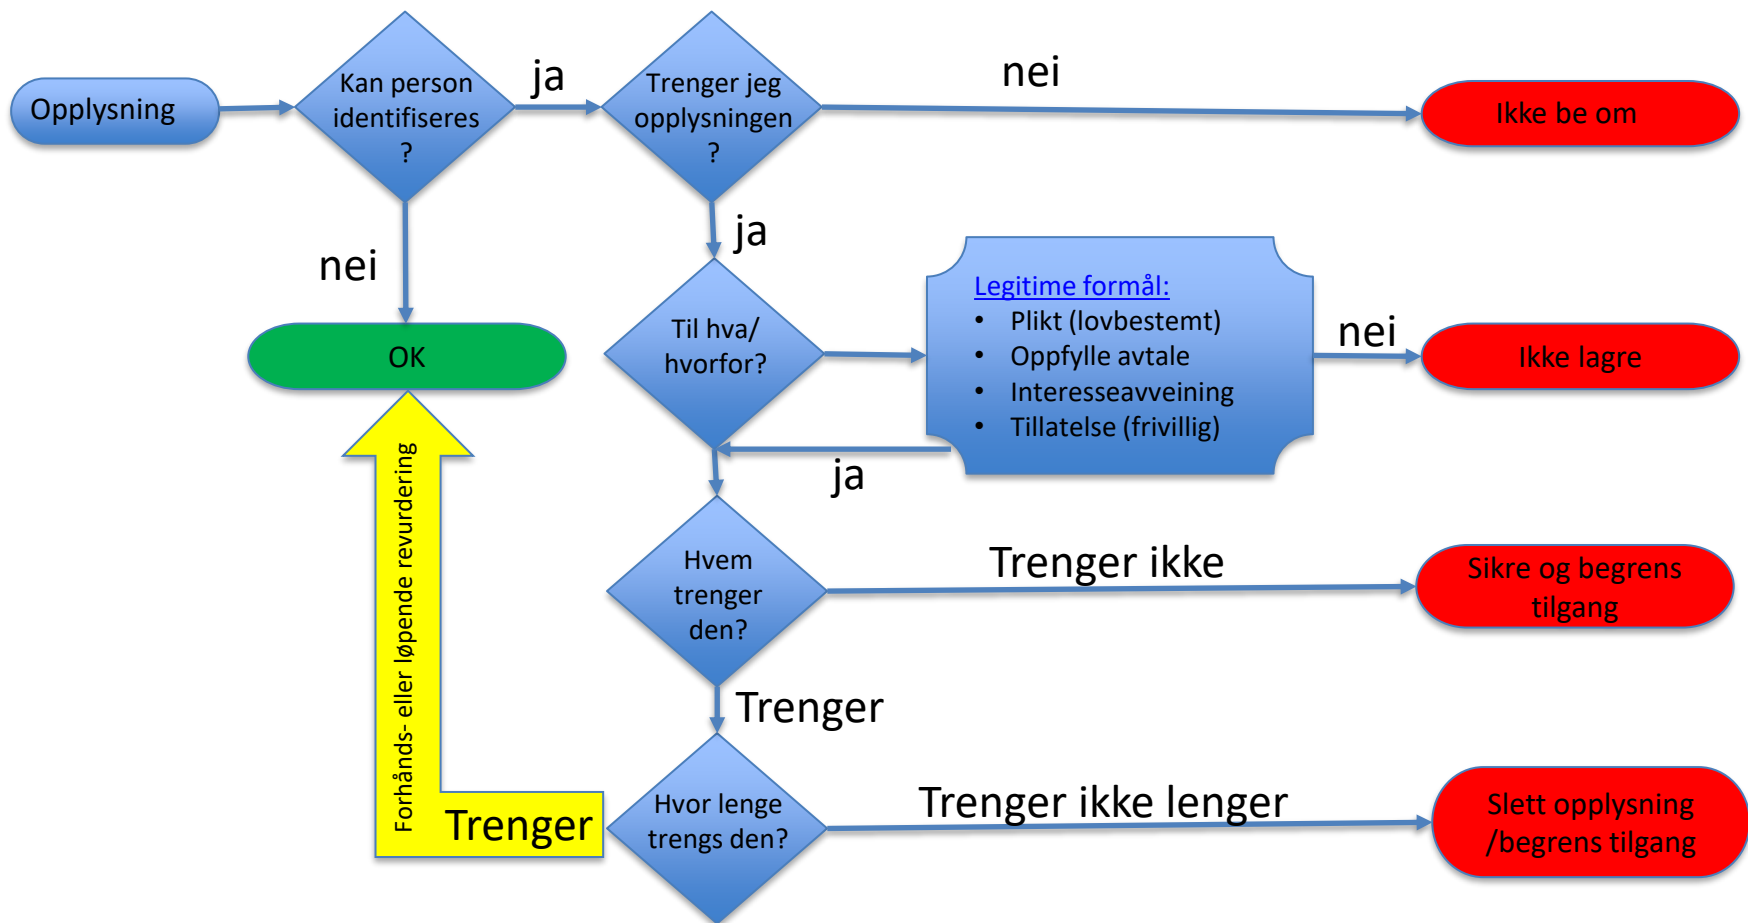 Opplysning
Kan person
identifiseres
?
ja
Trenger jeg
opplysningen
?
nei
Ikke be om
nei
ja
OK
Til hva/
hvorfor?
Legitime formål:
• Plikt (lovbestemt)
• Oppfylle avtale
• Interesseavveining
• Tillatelse (frivillig)
nei
Ikke lagre
ja
Hvem
trenger
den?
Trenger ikke
Sikre og begrens
tilgang
Trenger
Hvor lenge
trengs den?
Trenger ikke lenger
Slett opplysning
/begrens tilgang
Trenger
Forhånds- eller løpende revurdering